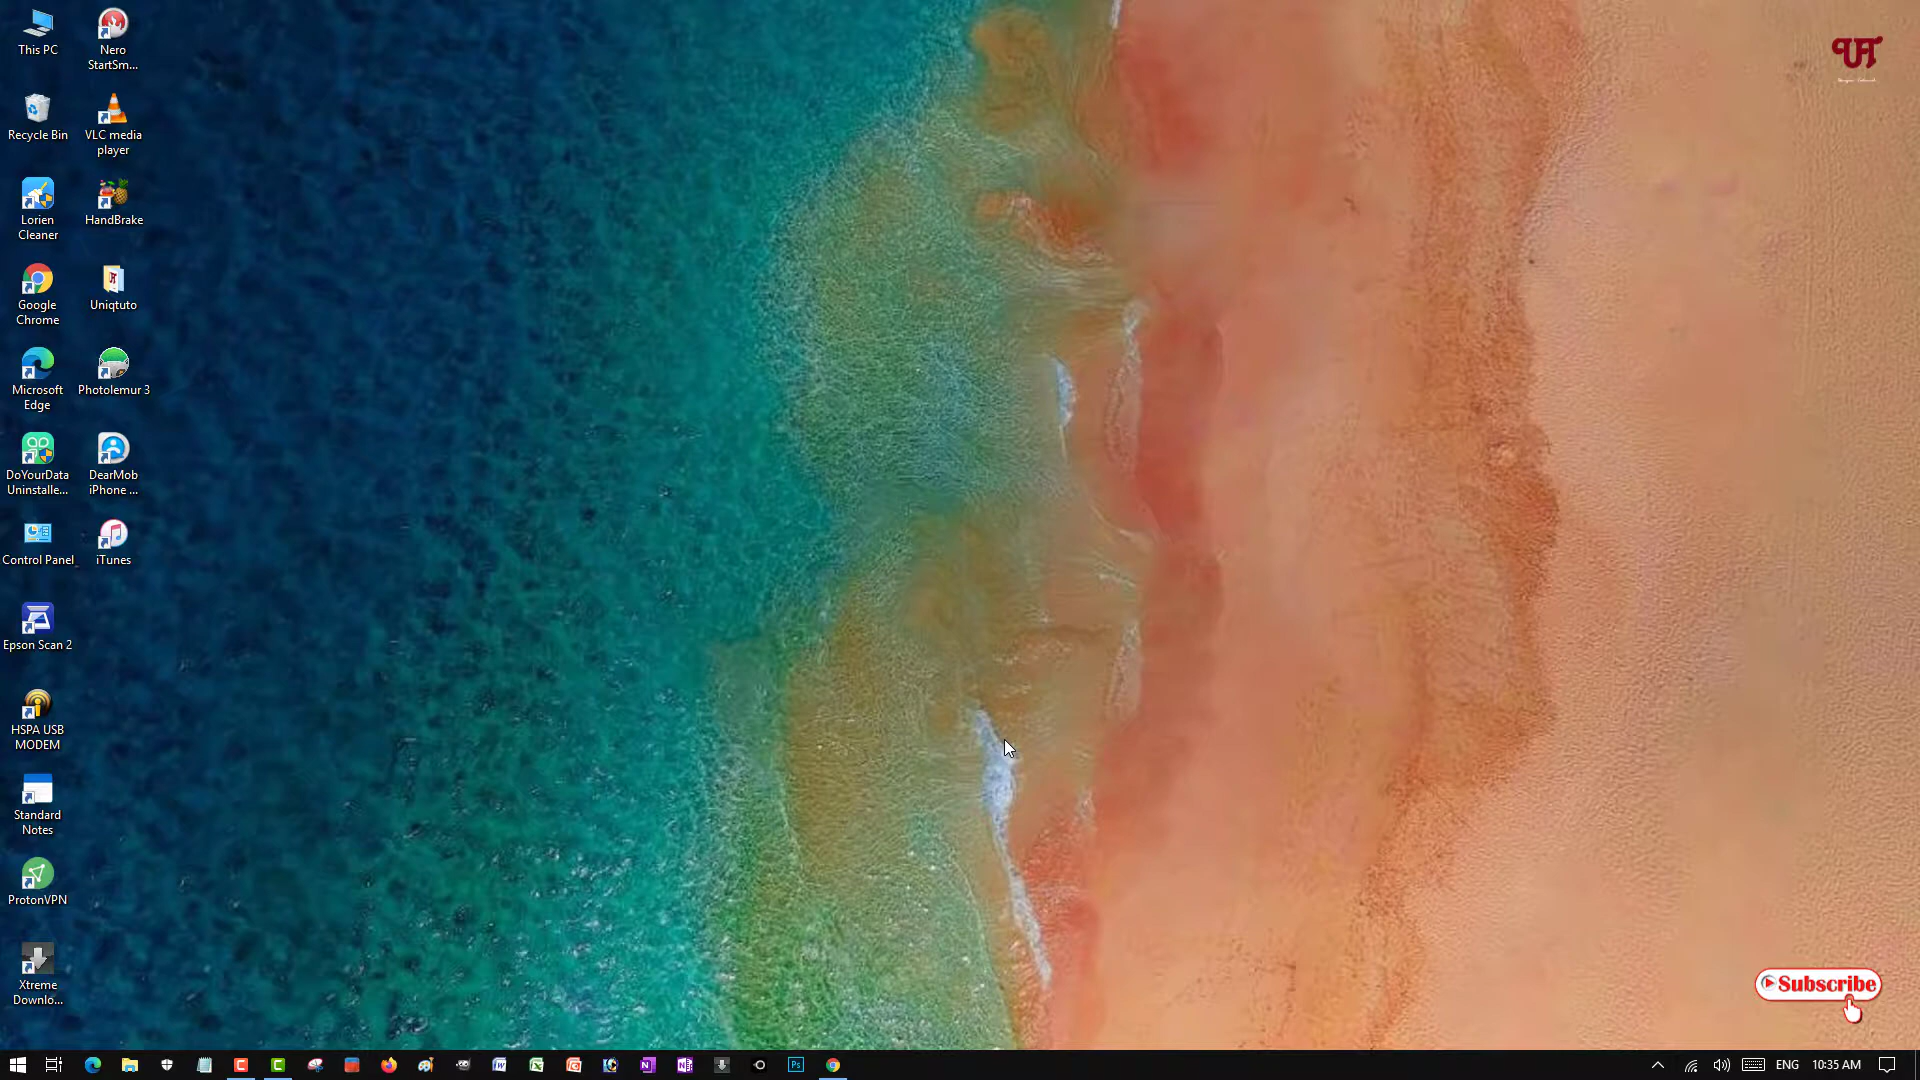 This PC
Nero
StartSm...
Recycle Bin
VLC media
player
Lorien
Cleaner
HandBrake
Google
Chrome
Uniqtuto
Microsoft
Edge
Photolemur 3
DoYourData
Uninstalle...
DearMob
iPhone ...
Control Panel
iTunes
Epson Scan 2
HSPA USB
MODEM
Standard
Notes
ProtonVPN
Xtreme
Downlo...
UT
Subscribe
Ps
ENG
10:35 AM